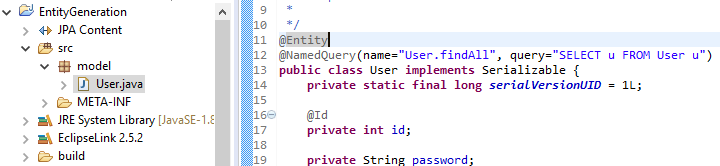 EntityGeneration
JPA Content
src
model
User.java
META-INF
JRE System Library [JavaSE-1.8
EclipseLink 2.5.2
build
9 *
10 */
11 @Entity
12 @NamedQuery(name="User.findAll", query="SELECT u FROM User u")
13 public class User implements Serializable {
14 private static final long serialVersionUID = 1L;
15
16 @Id
17 private int id;
18
19 private String password;